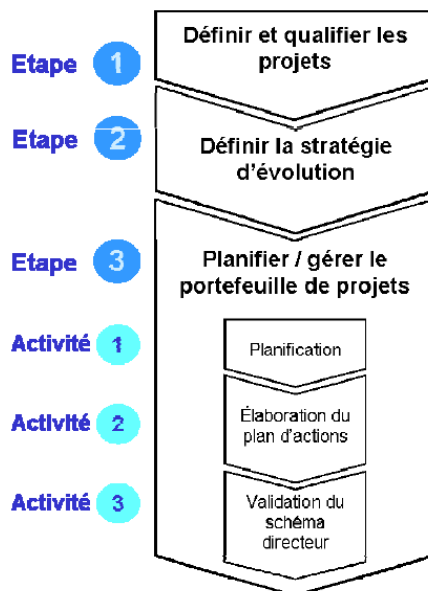 Définir et qualifier les
projets
Etape 1
Etape 2
Définir la stratégie
d'évolution
Etape 3
Planifier / gérer le
portefeuille de projets
Activité 1
Planification
Activité 2
Élaboration du
plan d'actions
Activité 3
Validation du
schéma
directeur